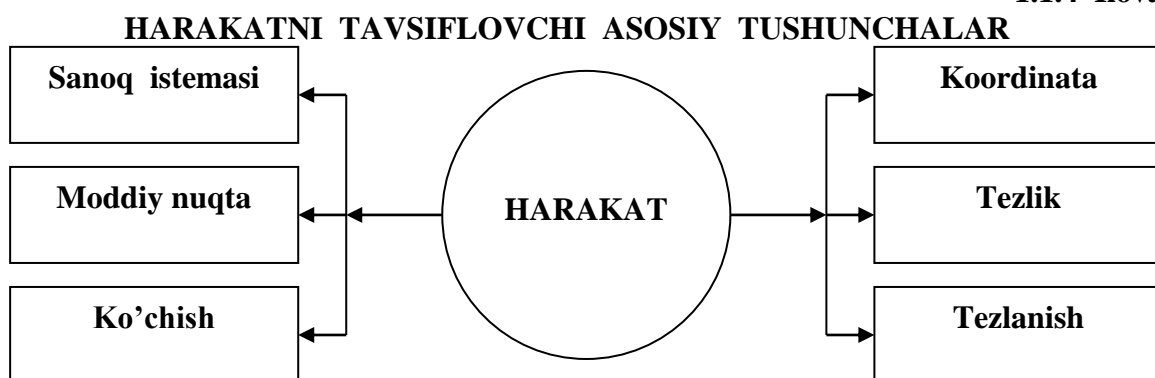 HARAKATNI TAVSIFLOVCHI ASOSIY TUSHUNCHALAR
Sanoq istemasi
Koordinata
Moddiy nuqta
HARAKAT
Tezlik
Ko’chish
Tezlanish